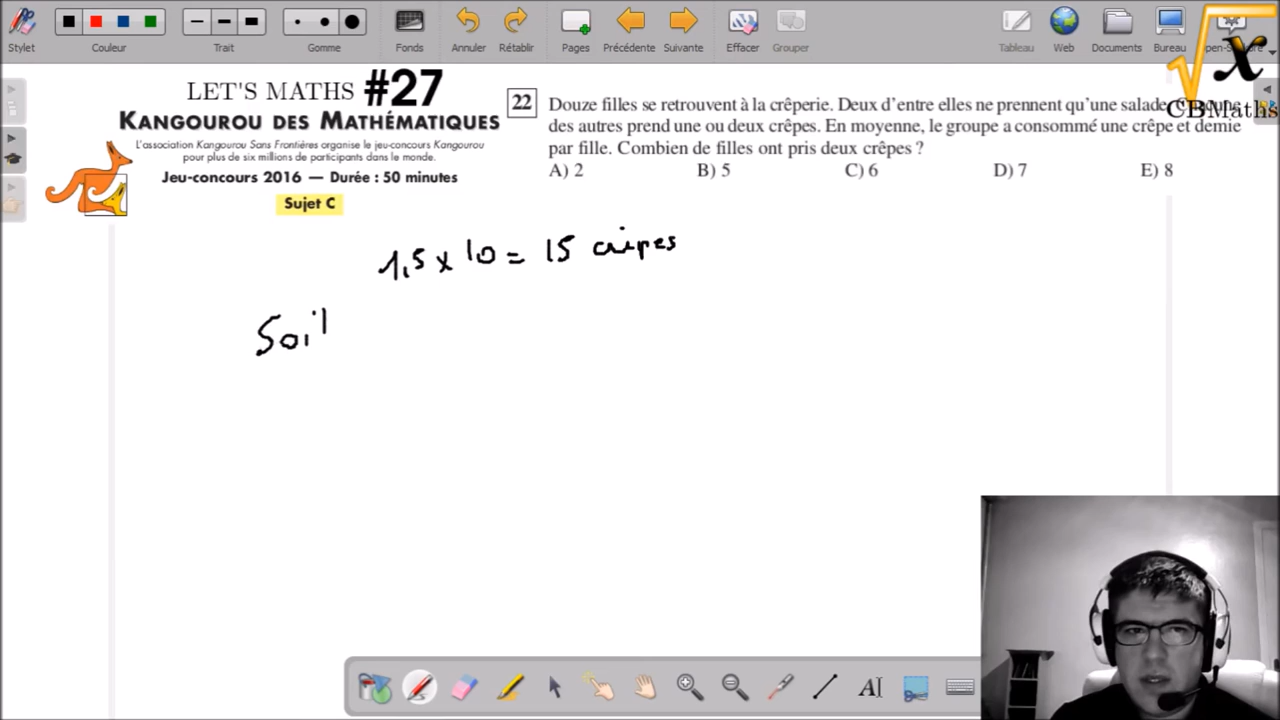 Stylet
Couleur
Trait
Gomme
Fonds
Annuler
Rétablir
Pages
Précédente
Suivante
Effacer
Grouper
Tableau
Web
Documents
Bureau
CBMaths
LET'S MATHS #27
KANGOUROU DES MATHÉMATIQUES
L'association Kangourou Sans Frontières organise le jeu-concours Kangourou
pour plus de six millions de participants dans le monde.
Jeu-concours 2016 — Durée : 50 minutes
Sujet C
22 Douze filles se retrouvent à la crêperie. Deux d'entre elles ne prennent qu'une salade.
des autres prend une ou deux crêpes. En moyenne, le groupe a consommé une crêpe et demie
par fille. Combien de filles ont pris deux crêpes ?
A) 2 B) 5 C) 6 D) 7 E) 8
1,5 x 10 = 15 crêpes
Soit